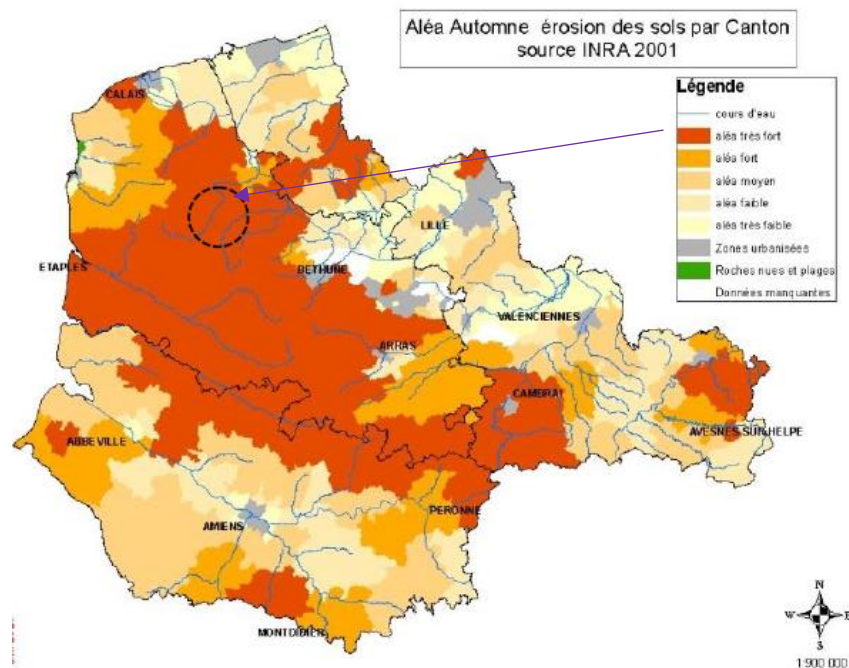 Aléa Automne érosion des sols par Canton
source INRA 2001
Légende
cours d'eau
aléa très fort
aléa fort
aléa moyen
aléa faible
aléa très faible
Zones urbanisées
Roches nues et plages
Données manquantes
CALAIS
LILLE
ETAPLES
BETHUNE
VALENCIENNES
ARRAS
CAMBRAI
AVESNES SUR HELPE
ABBEVILLE
PERONNE
AMIENS
MONTDIDIER
N
W
E
S
1 900 000